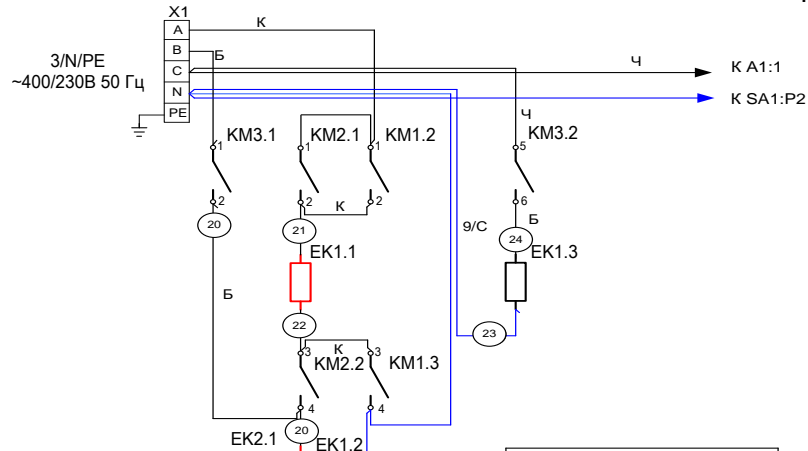 X1
A
К
B
Б
3/N/PE
C
Ч
К A1:1
~400/230В 50 Гц
N
К SA1:P2
PE
Ч
KM3.1
KM2.1
KM1.2
KM3.2
1
1
1
5
2
2
К
2
6
20
21
9/С
Б
24
EK1.1
EK1.3
Б
22
23
К
3
KM2.2
3
KM1.3
4
4
20
EK2.1
EK1.2